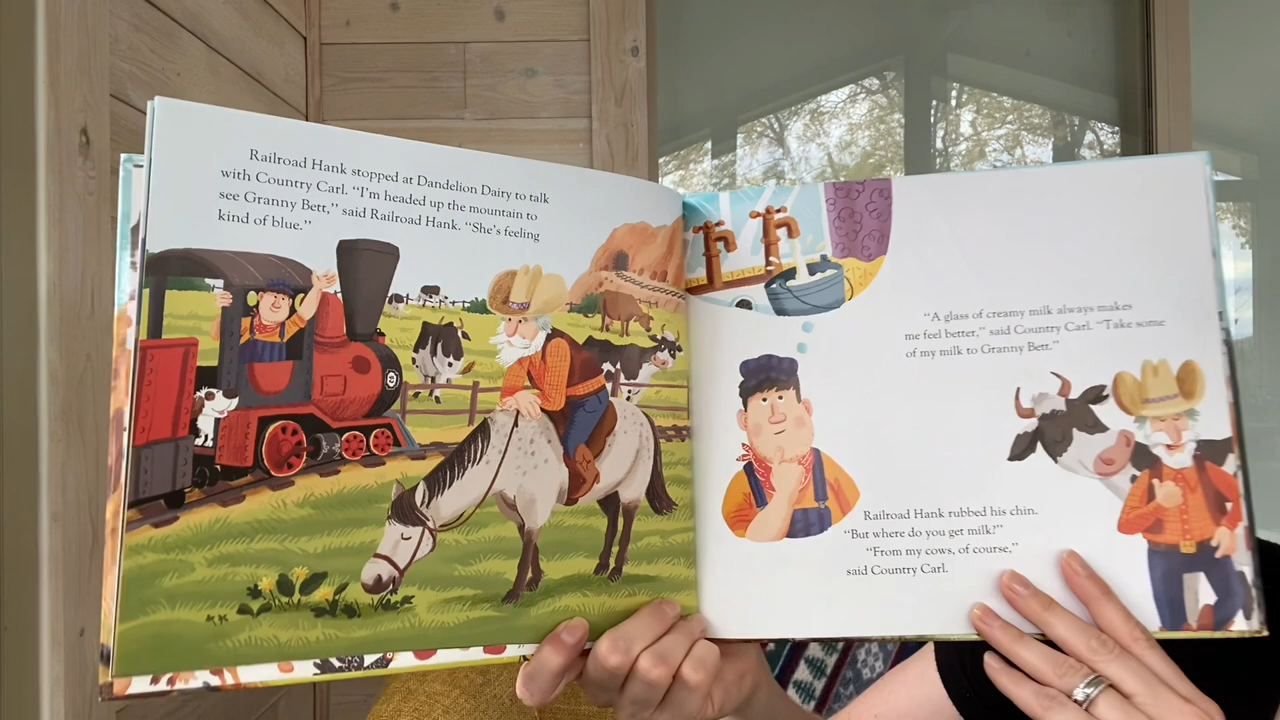 Railroad Hank stopped at Dandelion Dairy to talk
with Country Carl. “I’m headed up the mountain to
see Granny Bett,” said Railroad Hank. “She’s feeling
kind of blue.”
“A glass of creamy milk always makes
me feel better,” said Country Carl. “Take some
of my milk to Granny Bett.”
Railroad Hank rubbed his chin.
“But where do you get milk?”
“From my cows, of course,”
said Country Carl.